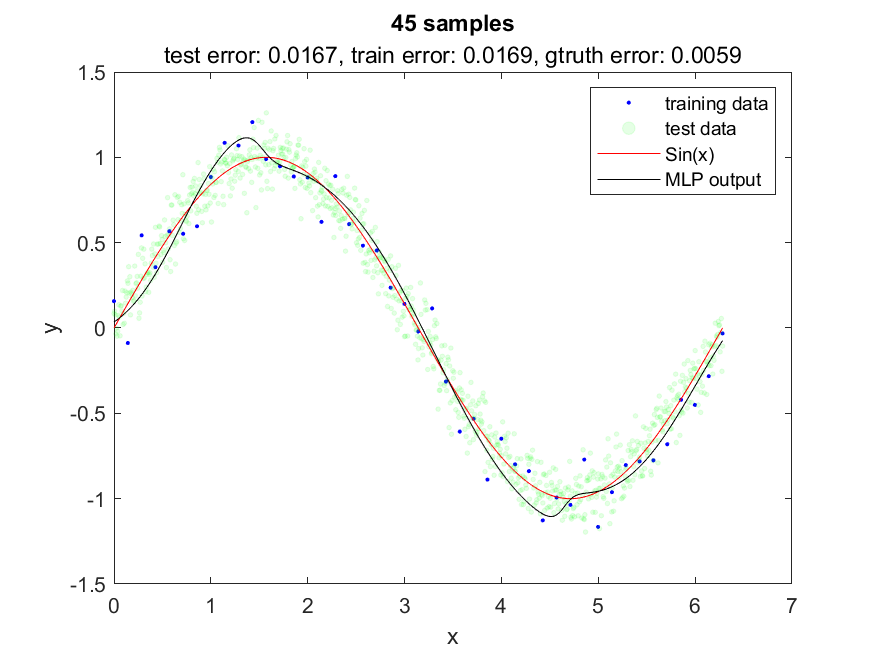 45 samples
test error: 0.0167, train error: 0.0169, gtruth error: 0.0059
1.5
training data
test data
Sin(x)
MLP output
1
0.5
0
-0.5
-1
-1.5
y
0 1 2 3 4 5 6 7
x